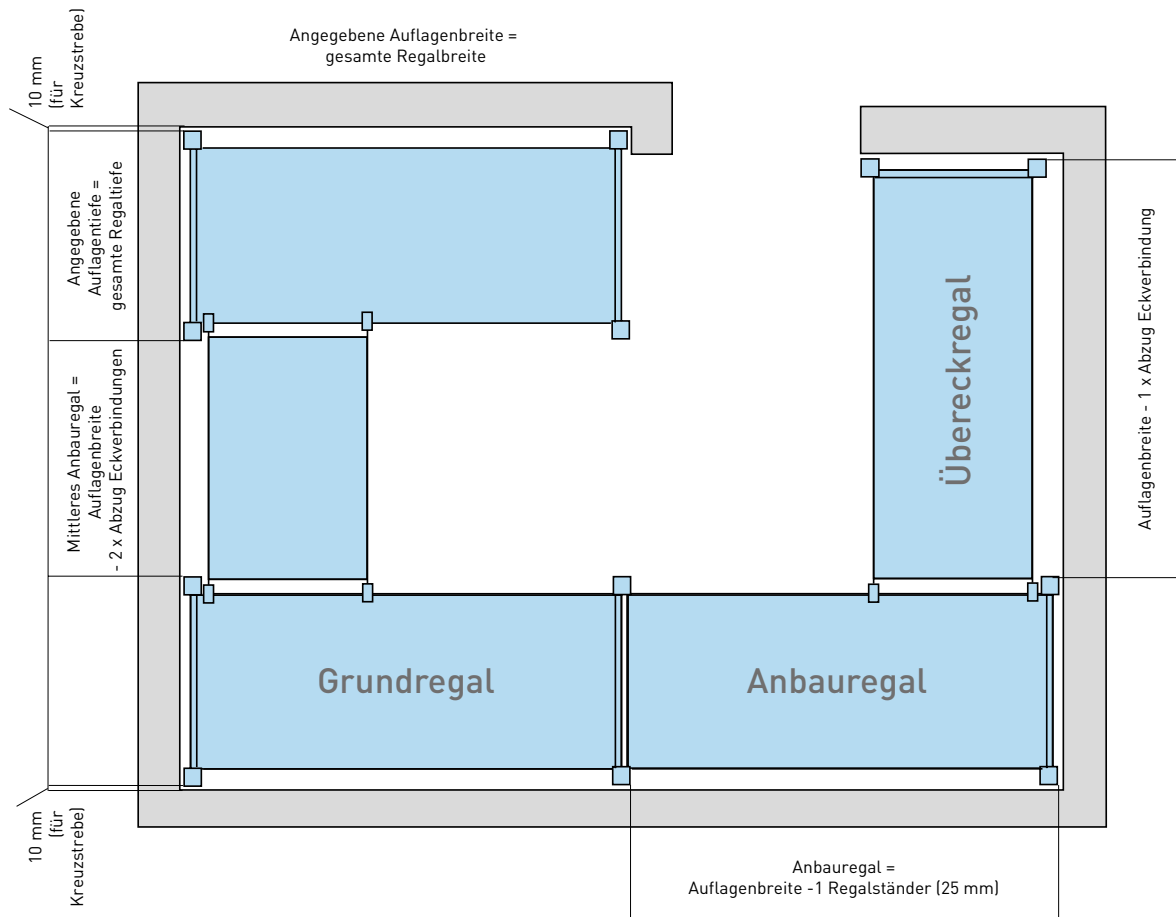 Angegebene Auflagenbreite =
gesamte Regalbreite
10 mm
(für
Kreuzstrebe)
Angegebene
Auflagentiefe =
gesamte Regaltiefe
Mittleres Anbauregal =
Auflagenbreite
- 2 x Abzug Eckverbindungen
10 mm
(für
Kreuzstrebe)
Übereckregal
Auflagenbreite - 1 x Abzug Eckverbindung
Grundregal
Anbauregal
Anbauregal =
Auflagenbreite -1 Regalständer (25 mm)